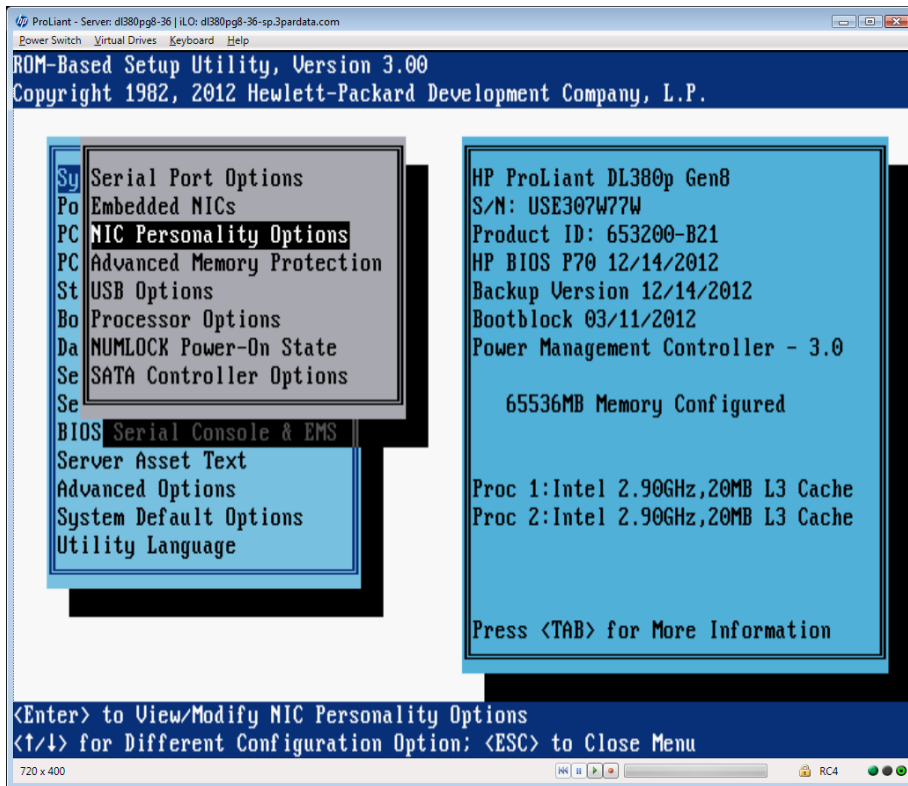 ProLiant - Server: dl380pg8-36 | iLO: dl380pg8-36-sp.3pardata.com
Power Switch Virtual Drives Keyboard Help
ROM-Based Setup Utility, Version 3.00
Copyright 1982, 2012 Hewlett-Packard Development Company, L.P.
Sy
Po
PC
PC
St
Bo
Da
Se
Se
BIOS Serial Console & EMS
Server Asset Text
Advanced Options
System Default Options
Utility Language
Serial Port Options
Embedded NICs
NIC Personality Options
Advanced Memory Protection
USB Options
Processor Options
NUMLOCK Power-On State
SATA Controller Options
HP ProLiant DL380p Gen8
S/N: USE307W77W
Product ID: 653200-B21
HP BIOS P70 12/14/2012
Backup Version 12/14/2012
Bootblock 03/11/2012
Power Management Controller - 3.0
65536MB Memory Configured
Proc 1:Intel 2.90GHz,20MB L3 Cache
Proc 2:Intel 2.90GHz,20MB L3 Cache
Press <TAB> for More Information
<Enter> to View/Modify NIC Personality Options
<↑/↓> for Different Configuration Option; <ESC> to Close Menu
720 x 400
RC4